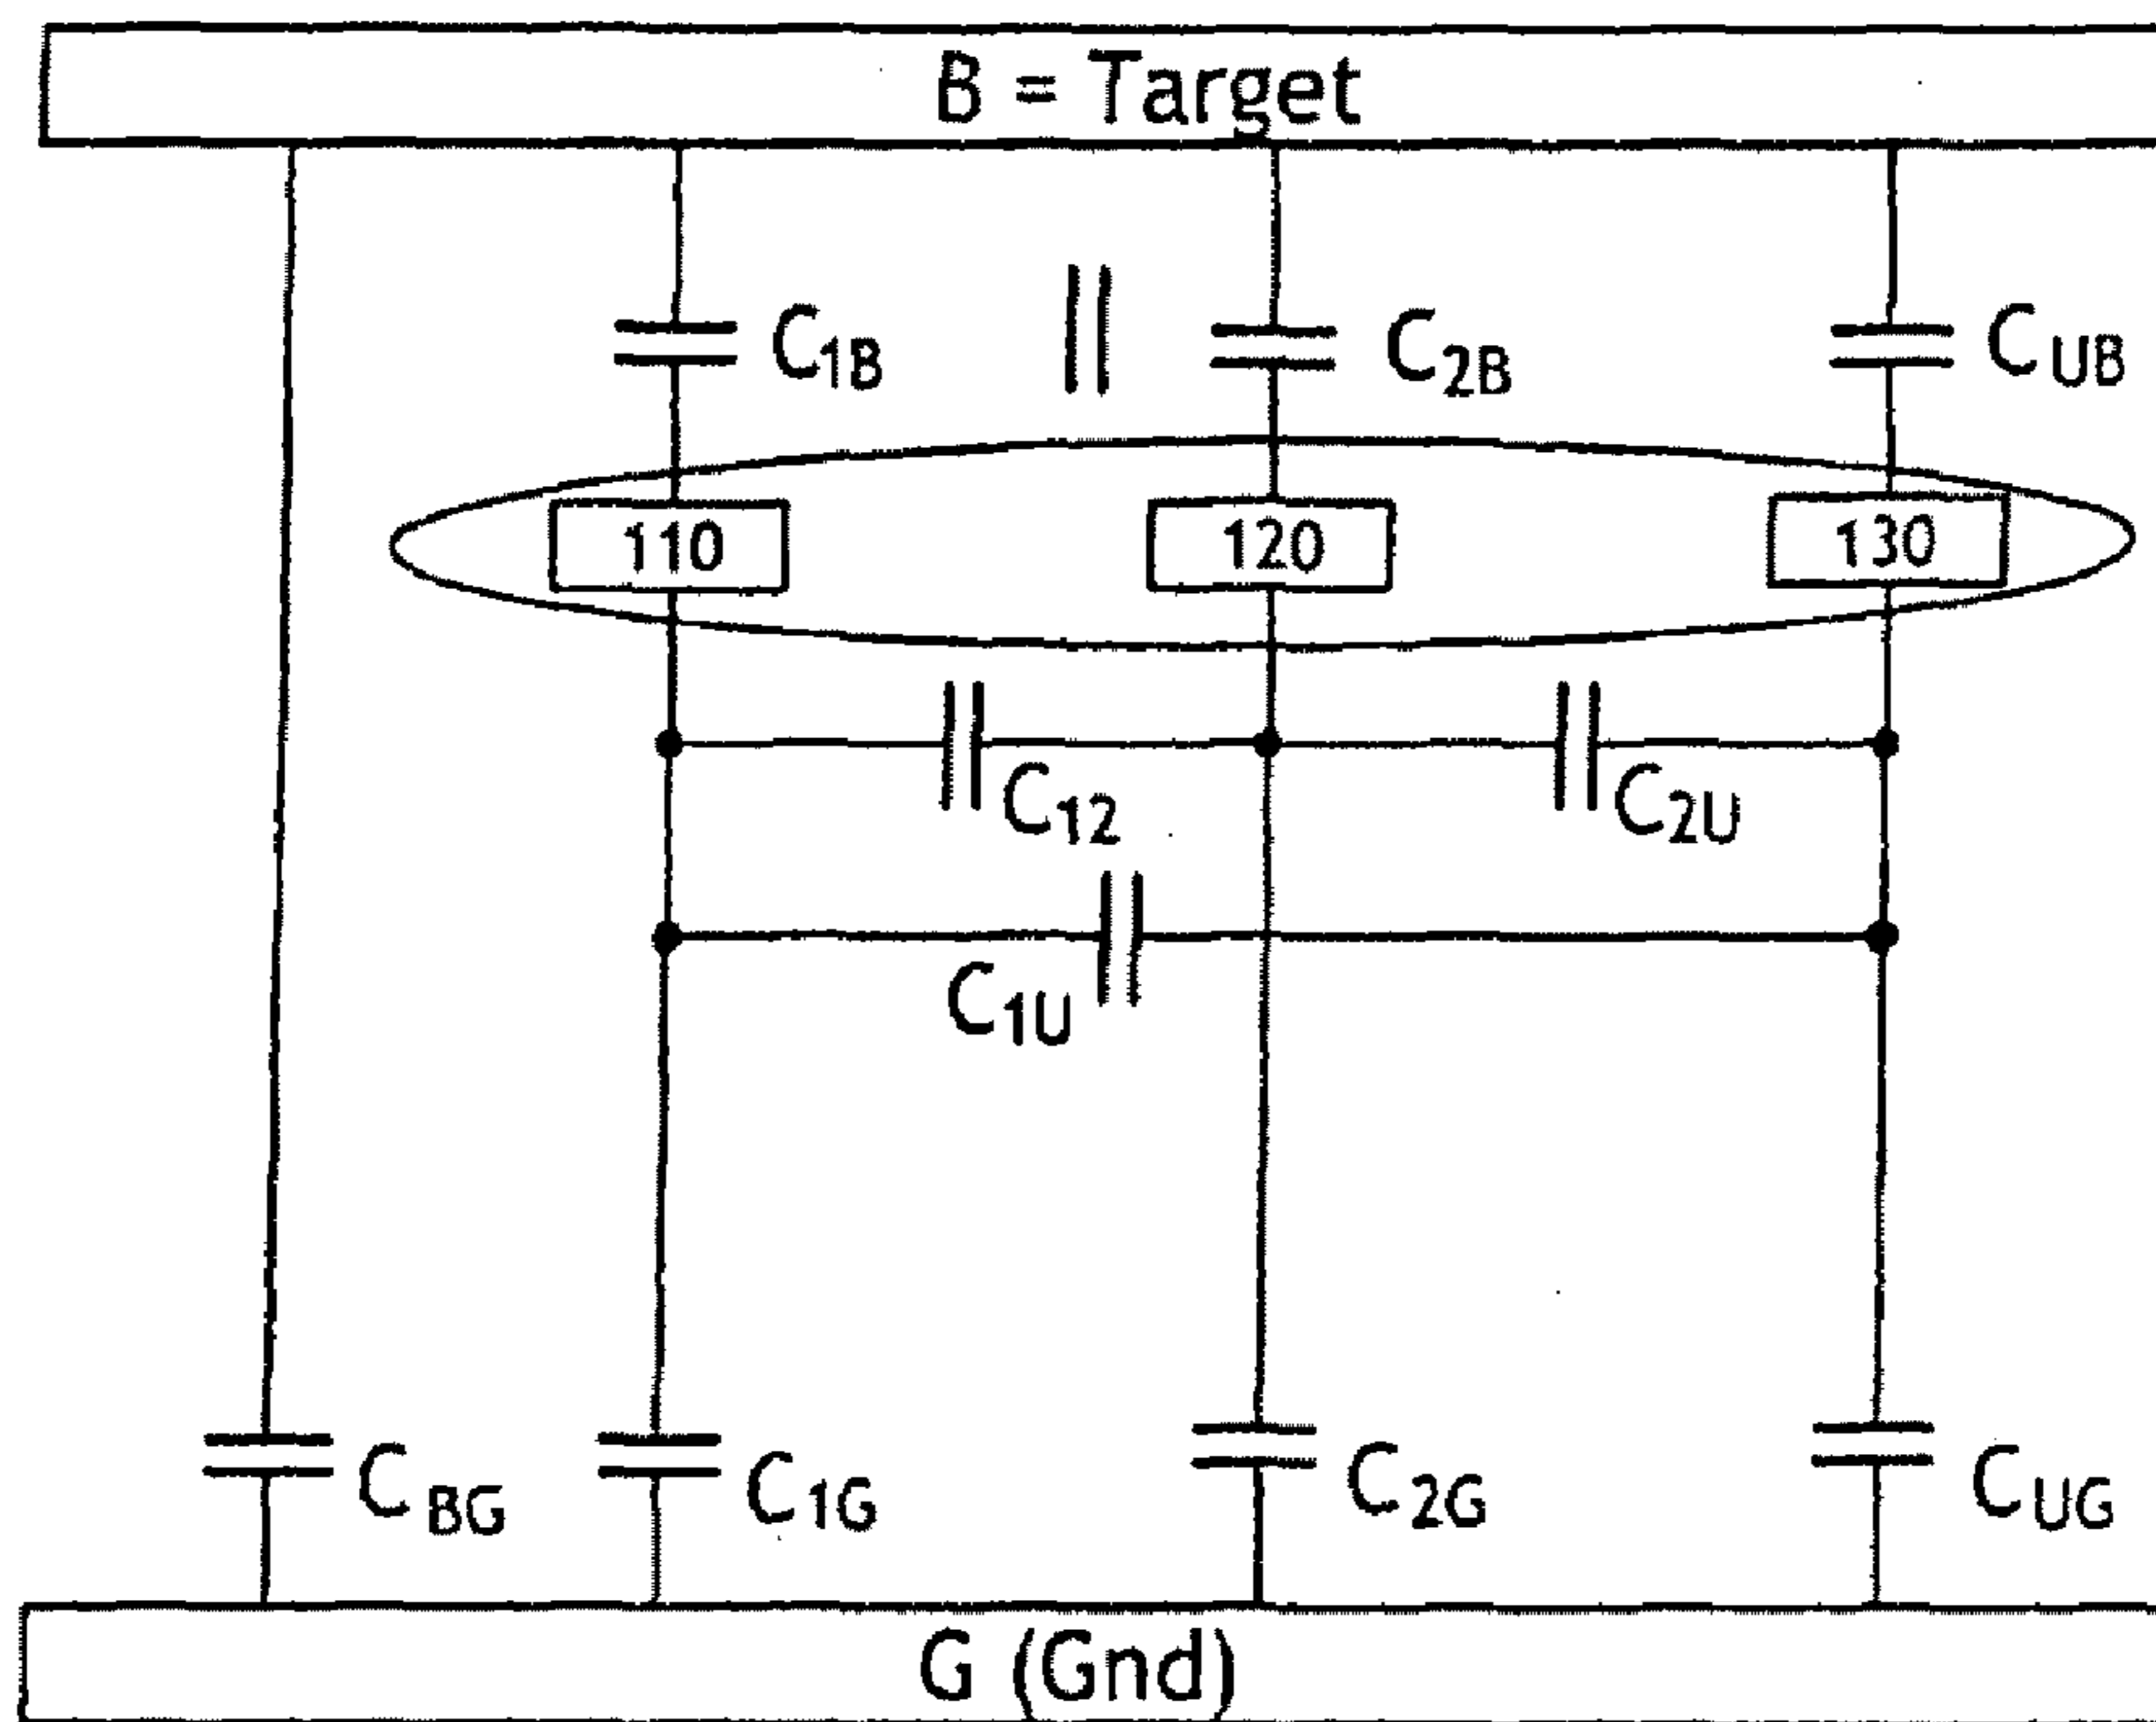 B = Target
C1B
C2B
CUB
110
120
130
C12
C2U
C1U
CBG
C1G
C2G
CUG
G (Gnd)